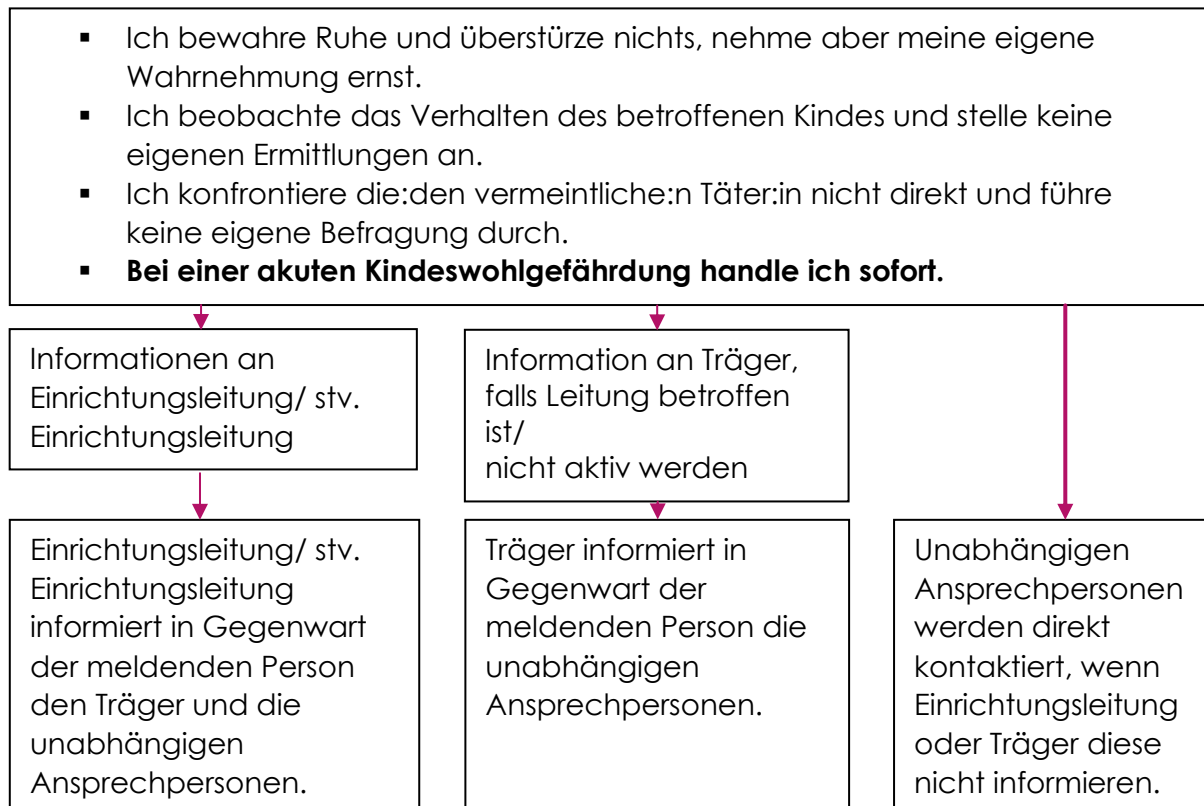 ▪ Ich bewahre Ruhe und überstürze nichts, nehme aber meine eigene
Wahrnehmung ernst.
▪ Ich beobachte das Verhalten des betroffenen Kindes und stelle keine
eigenen Ermittlungen an.
▪ Ich konfrontiere die:den vermeintliche:n Täter:in nicht direkt und führe
keine eigene Befragung durch.
▪ Bei einer akuten Kindeswohlgefährdung handle ich sofort.
Informationen an
Einrichtungsleitung/ stv.
Einrichtungsleitung
Information an Träger,
falls Leitung betroffen
ist/
nicht aktiv werden
Einrichtungsleitung/ stv.
Einrichtungsleitung
informiert in Gegenwart
der meldenden Person
den Träger und die
unabhängigen
Ansprechpersonen.
Träger informiert in
Gegenwart der
meldenden Person die
unabhängigen
Ansprechpersonen.
Unabhängigen
Ansprechpersonen
werden direkt
kontaktiert, wenn
Einrichtungsleitung
oder Träger diese
nicht informieren.